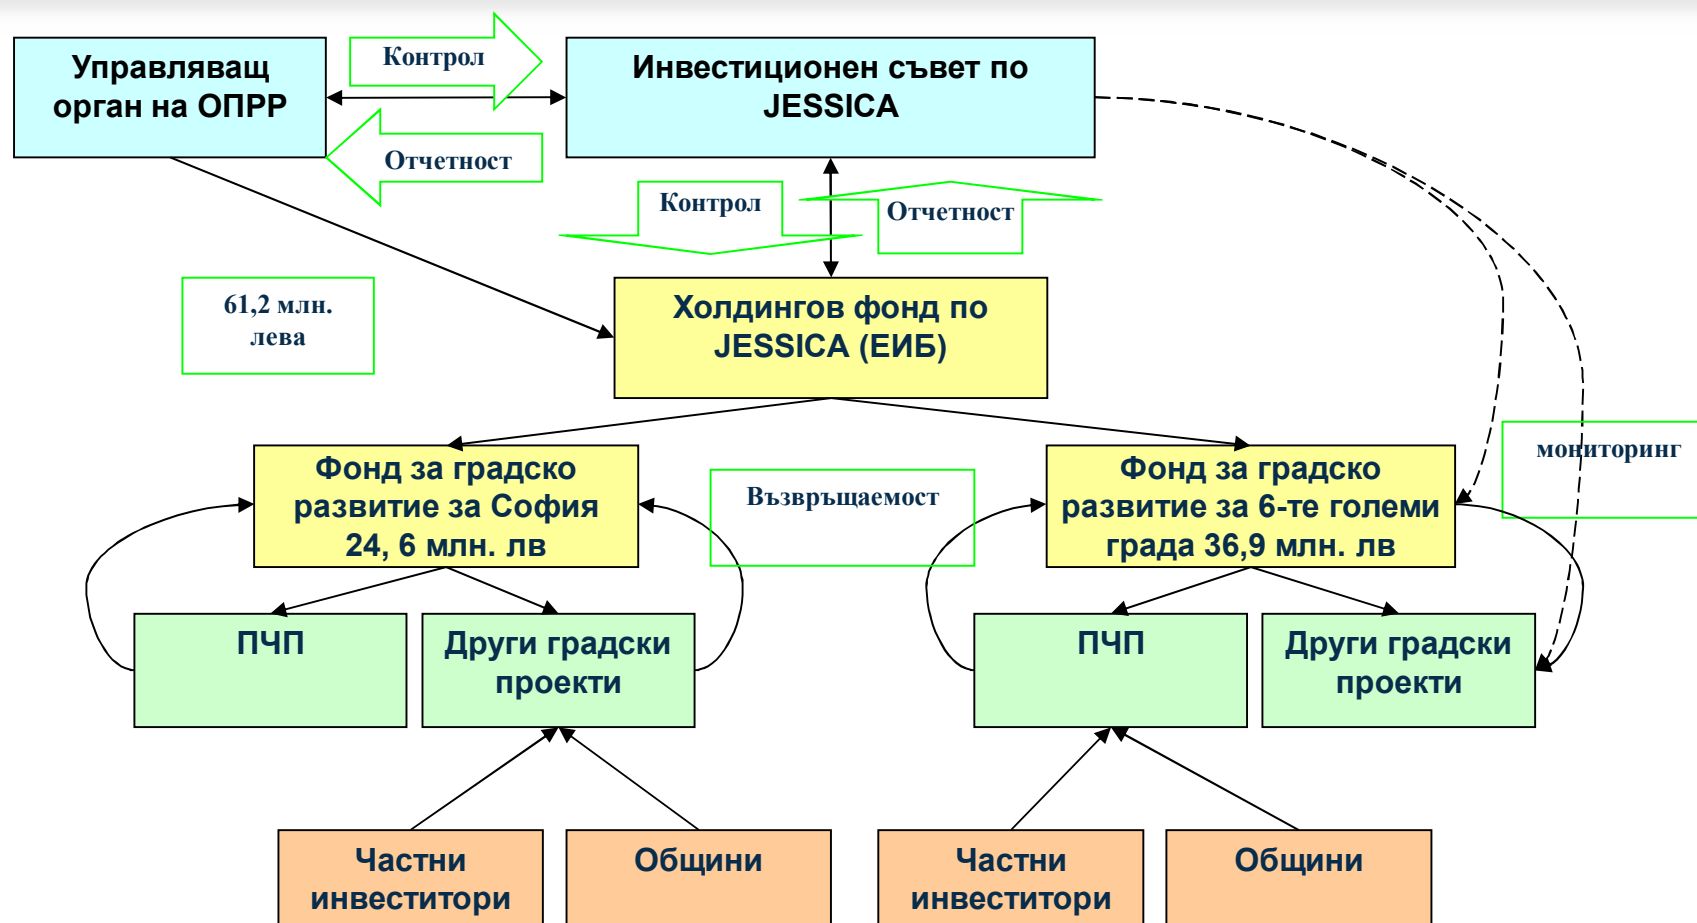 Управляващ
орган на ОПРР
Контрол
Инвестиционен съвет по
JESSICA
Отчетност
Контрол
Отчетност
61,2 млн.
лева
Холдингов фонд по
JESSICA (ЕИБ)
Фонд за градско
развитие за София
24, 6 млн. лв
Възвръщаемост
Фонд за градско
развитие за 6-те големи
града 36,9 млн. лв
мониторинг
ПЧП
Други градски
проекти
ПЧП
Други градски
проекти
Частни
инвеститори
Общини
Частни
инвеститори
Общини